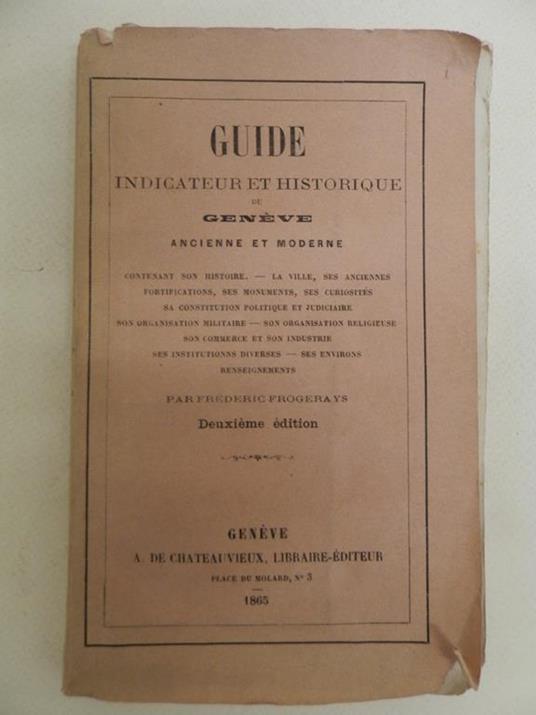 GUIDE
INDICATEUR ET HISTORIQUE
DE
GENÈVE
ANCIENNE ET MODERNE
CONTENANT SON HISTOIRE. — LA VILLE, SES ANCIENNES
FORTIFICATIONS, SES MONUMENTS, SES CURIOSITÉS
SA CONSTITUTION POLITIQUE ET JUDICIAIRE
SON ORGANISATION MILITAIRE — SON ORGANISATION RELIGIEUSE
SON COMMERCE ET SON INDUSTRIE
SES INSTITUTIONNS DIVERSES — SES ENVIRONS
RENSEIGNEMENTS
PAR FRÉDÉRIC FROGERAYS
Deuxième édition
GENÈVE
A. DE CHATEAUVIEUX, LIBRAIRE-ÉDITEUR
PLACE DU MOLARD, Nº 3
1865